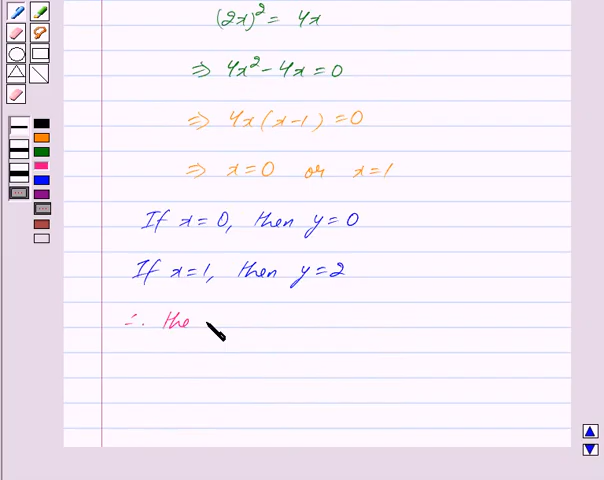 (2x)² = 4x
⇒ 4x² - 4x = 0
⇒ 4x(x-1) = 0
⇒ x = 0 or x = 1
If x = 0, then y = 0
If x = 1, then y = 2
∴ the